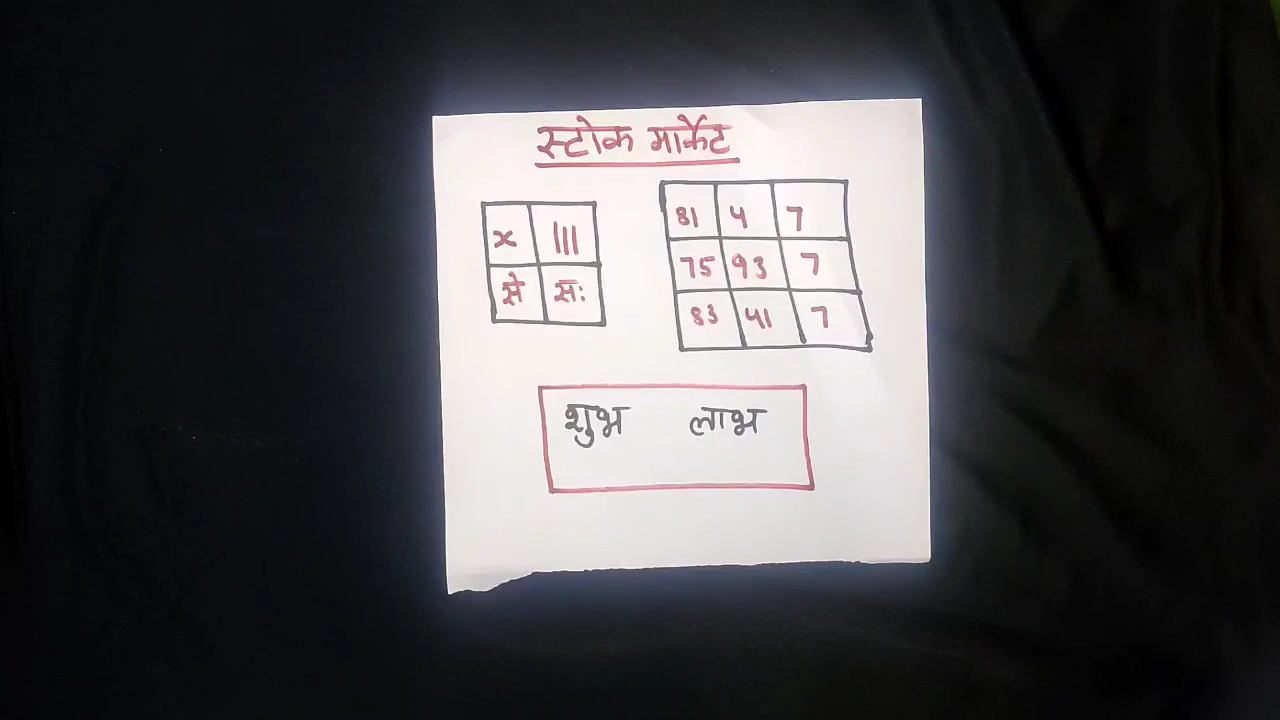 स्टोक मार्केट
x |||
से सः
81 4 7
75 93 7
83 41 7
शुभ लाभ